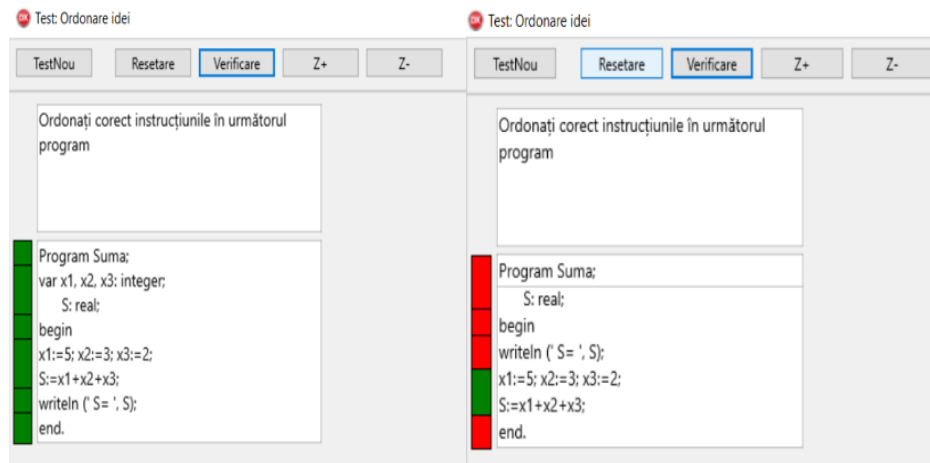 Test: Ordonare idei
TestNou Resetare Verificare Z+ Z-
Ordonați corect instrucțiunile în următorul
program
Program Suma;
var x1, x2, x3: integer;
S: real;
begin
x1:=5; x2:=3; x3:=2;
S:=x1+x2+x3;
writeln (' S= ', S);
end.
Test: Ordonare idei
TestNou Resetare Verificare Z+ Z-
Ordonați corect instrucțiunile în următorul
program
Program Suma;
S: real;
begin
writeln (' S= ', S);
x1:=5; x2:=3; x3:=2;
S:=x1+x2+x3;
end.